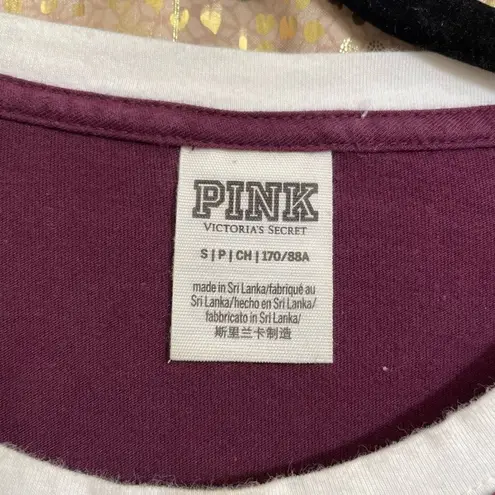 PINK
VICTORIA'S SECRET
S|P|CH|170/88A
made in Sri Lanka/fabriqué au
Sri Lanka/hecho en Sri Lanka/
fabbricato in Sri Lanka/
斯里兰卡制造